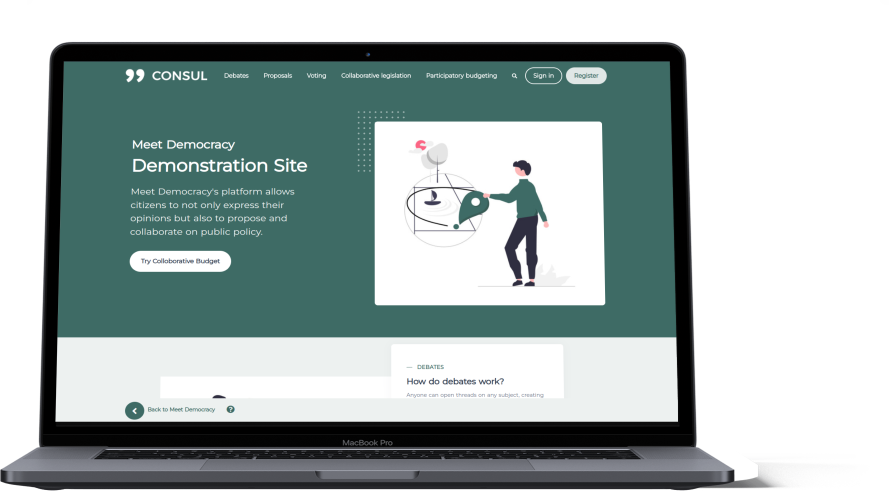 CONSUL Debates Proposals Voting Collaborative legislation Participatory budgeting Sign in Register
Meet Democracy
Demonstration Site
Meet Democracy's platform allows
citizens to not only express their
opinions but also to propose and
collaborate on public policy.
Try Colloborative Budget
— DEBATES
How do debates work?
Anyone can open threads on any subject, creating
Back to Meet Democracy ?
MacBook Pro